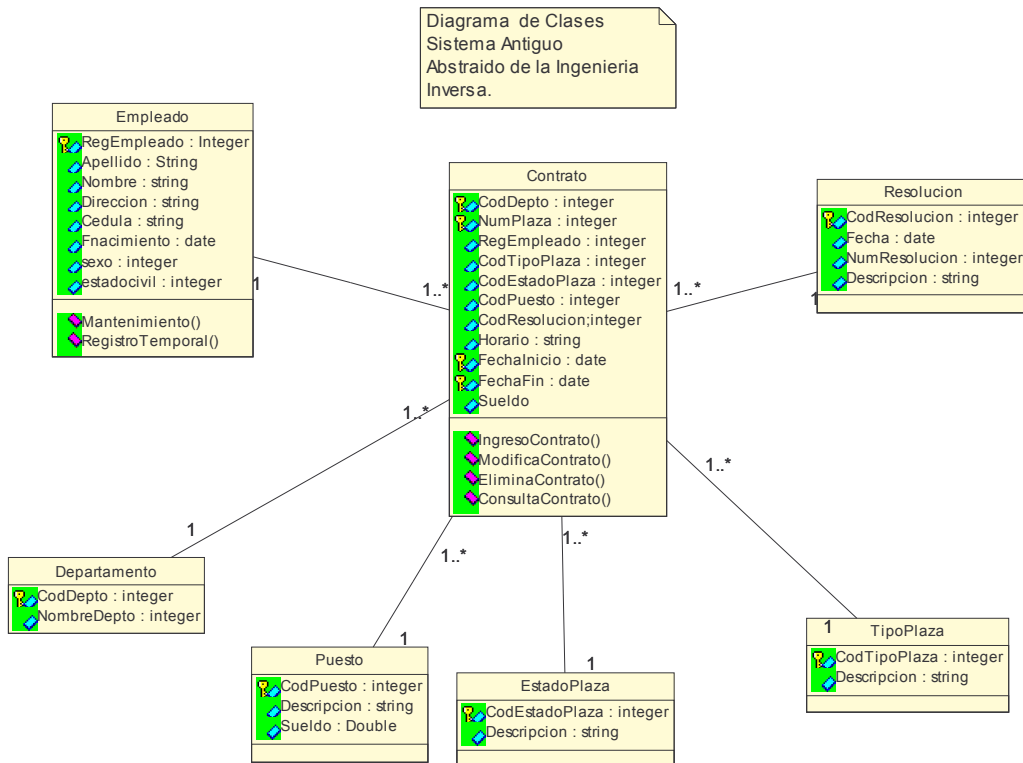 Diagrama de Clases
Sistema Antiguo
Abstraido de la Ingenieria
Inversa.
Empleado
RegEmpleado : Integer
Apellido : String
Nombre : string
Direccion : string
Cedula : string
Fnacimiento : date
sexo : integer
estadocivil : integer
Mantenimiento()
RegistroTemporal()
1
1..*
Contrato
CodDepto : integer
NumPlaza : integer
RegEmpleado : integer
CodTipoPlaza : integer
CodEstadoPlaza : integer
CodPuesto : integer
CodResolucion;integer
Horario : string
FechaInicio : date
FechaFin : date
Sueldo
IngresoContrato()
ModificaContrato()
EliminaContrato()
ConsultaContrato()
Resolucion
CodResolucion : integer
Fecha : date
NumResolucion : integer
Descripcion : string
1..*
1
1..*
1
Departamento
CodDepto : integer
NombreDepto : integer
1..*
1
Puesto
CodPuesto : integer
Descripcion : string
Sueldo : Double
1..*
1
EstadoPlaza
CodEstadoPlaza : integer
Descripcion : string
1..*
1
TipoPlaza
CodTipoPlaza : integer
Descripcion : string